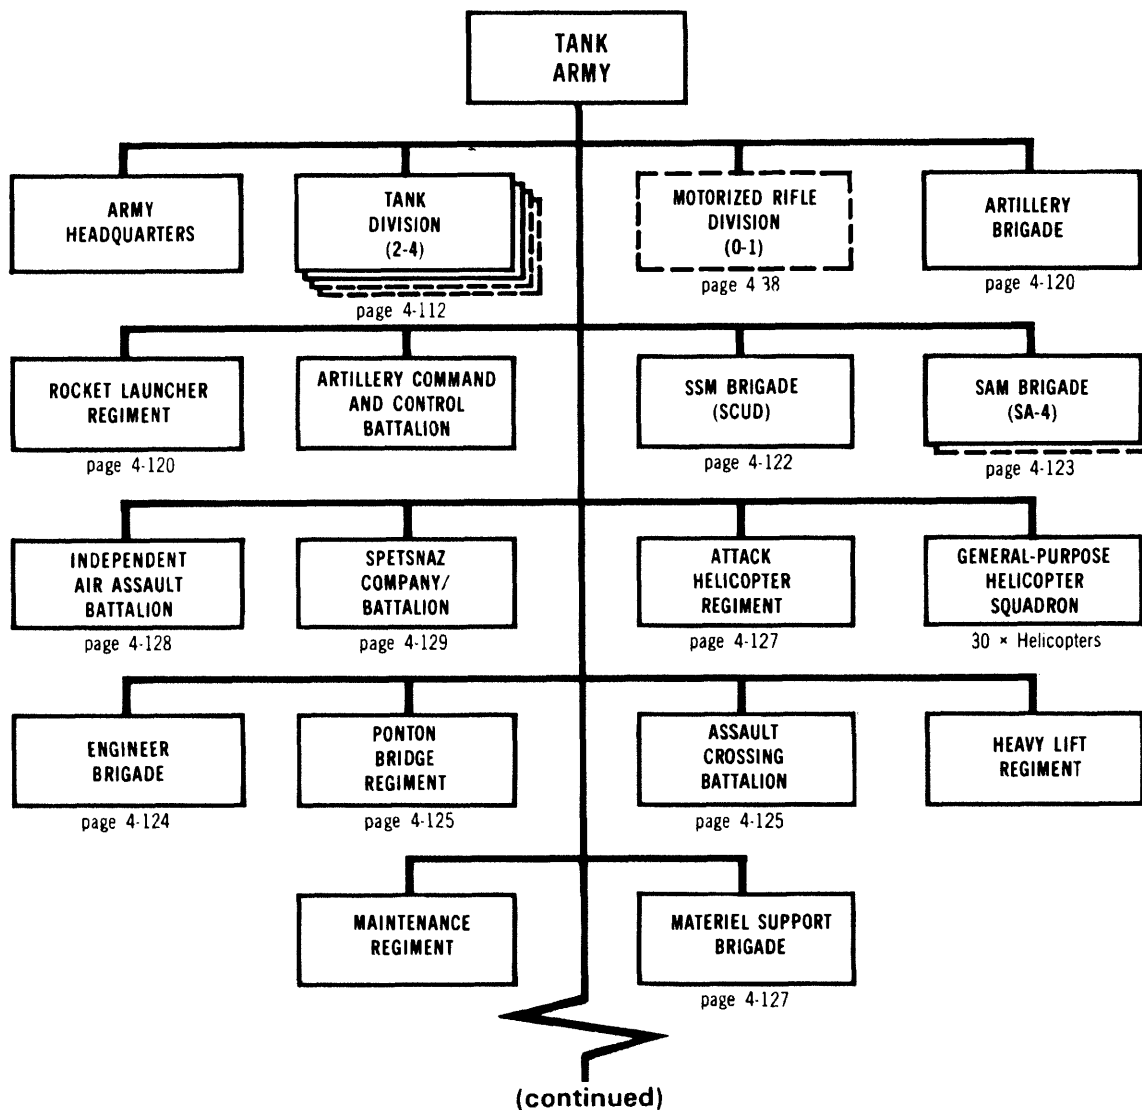 TANK
ARMY
ARMY
HEADQUARTERS
TANK
DIVISION
(2-4)
page 4-112
MOTORIZED RIFLE
DIVISION
(0-1)
page 4-38
ARTILLERY
BRIGADE
page 4-120
ROCKET LAUNCHER
REGIMENT
page 4-120
ARTILLERY COMMAND
AND CONTROL
BATTALION
SSM BRIGADE
(SCUD)
page 4-122
SAM BRIGADE
(SA-4)
page 4-123
INDEPENDENT
AIR ASSAULT
BATTALION
page 4-128
SPETSNAZ
COMPANY/
BATTALION
page 4-129
ATTACK
HELICOPTER
REGIMENT
page 4-127
GENERAL-PURPOSE
HELICOPTER
SQUADRON
30 × Helicopters
ENGINEER
BRIGADE
page 4-124
PONTON
BRIDGE
REGIMENT
page 4-125
ASSAULT
CROSSING
BATTALION
page 4-125
HEAVY LIFT
REGIMENT
MAINTENANCE
REGIMENT
MATERIEL SUPPORT
BRIGADE
page 4-127
(continued)